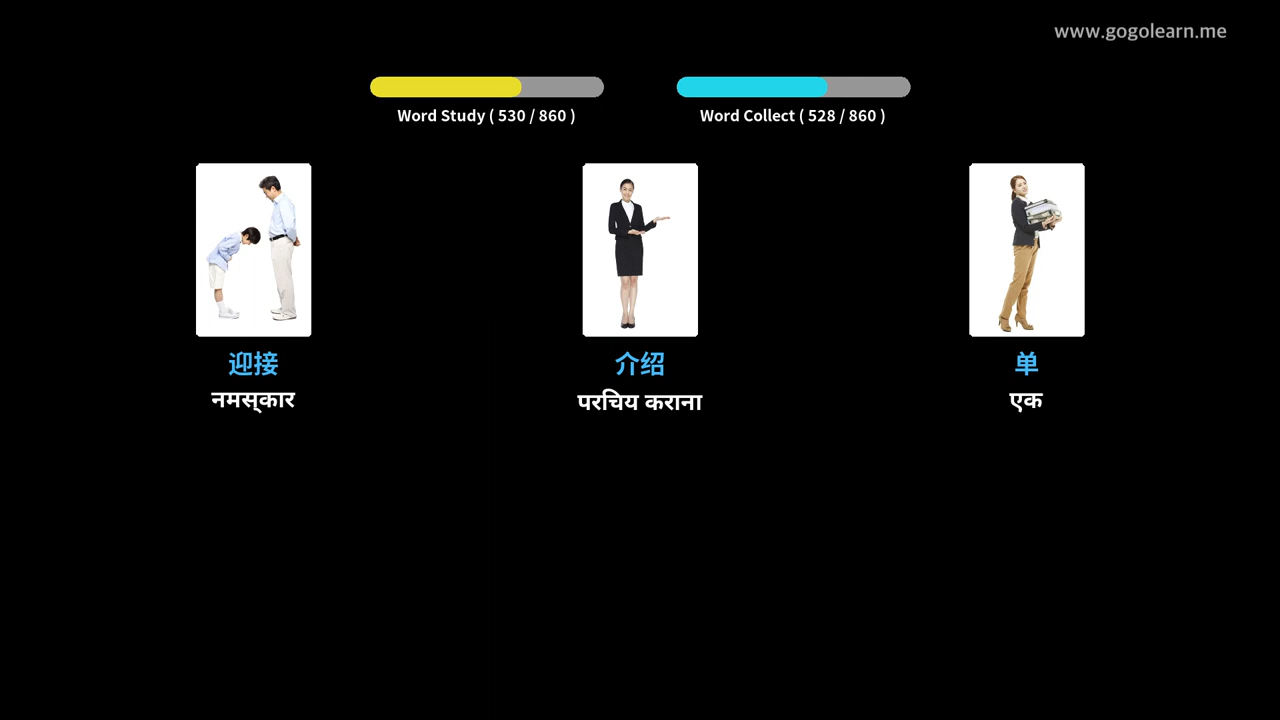 www.gogolearn.me
Word Study ( 530 / 860 )
Word Collect ( 528 / 860 )
迎接
介绍
单
नमस्कार
परिचय कराना
एक